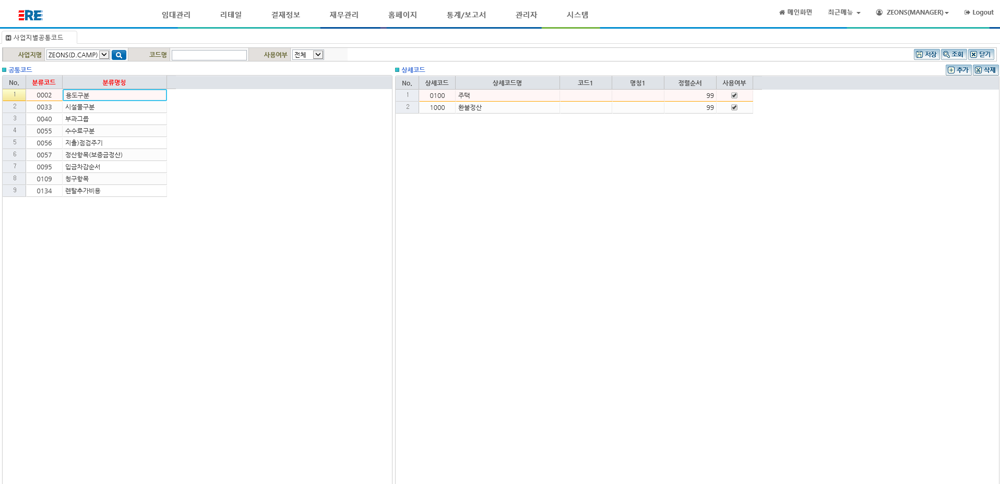 ERE
임대관리 리테일 결재정보 재무관리 홈페이지 통계/보고서 관리자 시스템
메인화면 최근메뉴 ZEONS(MANAGER) Logout
사업지별공통코드
사업지명 ZEONS(D.CAMP) 코드명 사용여부 전체 저장 조회 닫기
공통코드
No. 분류코드 분류명칭
1 0002 용도구분
2 0033 시설물구분
3 0040 부과그룹
4 0055 수수료구분
5 0056 지출)점검주기
6 0057 정산항목(보증금정산)
7 0095 입금차감순서
8 0109 청구항목
9 0134 렌탈추가비용
상세코드 추가 삭제
No. 상세코드 상세코드명 코드1 명칭1 정렬순서 사용여부
1 0100 주택 99
2 1000 환불정산 99